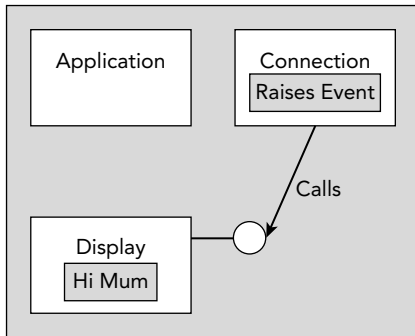 Application
Connection
Raises Event
Calls
Display
Hi Mum